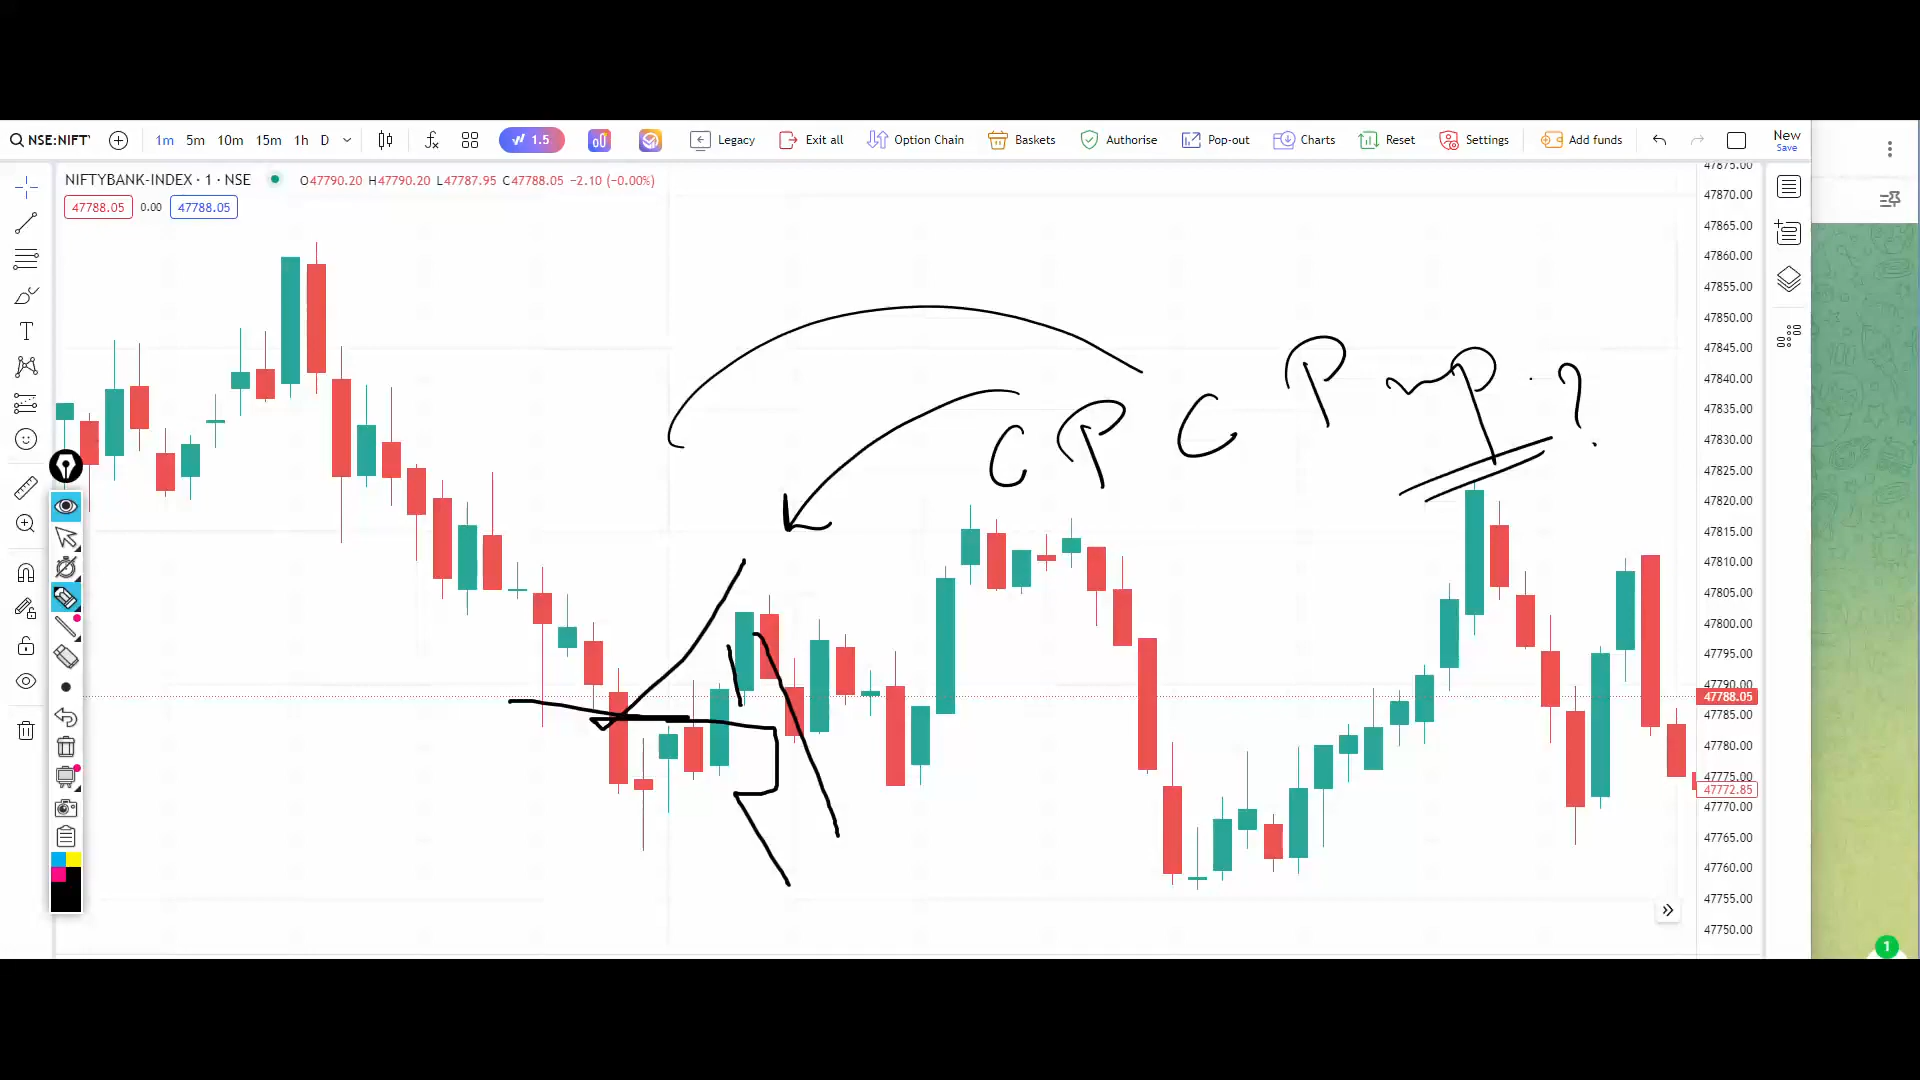 NSE:NIFTY
1m 5m 10m 15m 1h D
1.5
Legacy
Exit all
Option Chain
Baskets
Authorise
Pop-out
Charts
Reset
Settings
Add funds
New
Save
NIFTYBANK-INDEX · 1 · NSE
O47790.20 H47790.20 L47787.95 C47788.05 −2.10 (−0.00%)
47788.05 0.00 47788.05
47875.00
47870.00
47865.00
47860.00
47855.00
47850.00
47845.00
47840.00
47835.00
47830.00
47825.00
47820.00
47815.00
47810.00
47805.00
47800.00
47795.00
47790.00
47788.05
47785.00
47780.00
47775.00
47772.85
47770.00
47765.00
47760.00
47755.00
47750.00
C P C P ?
1